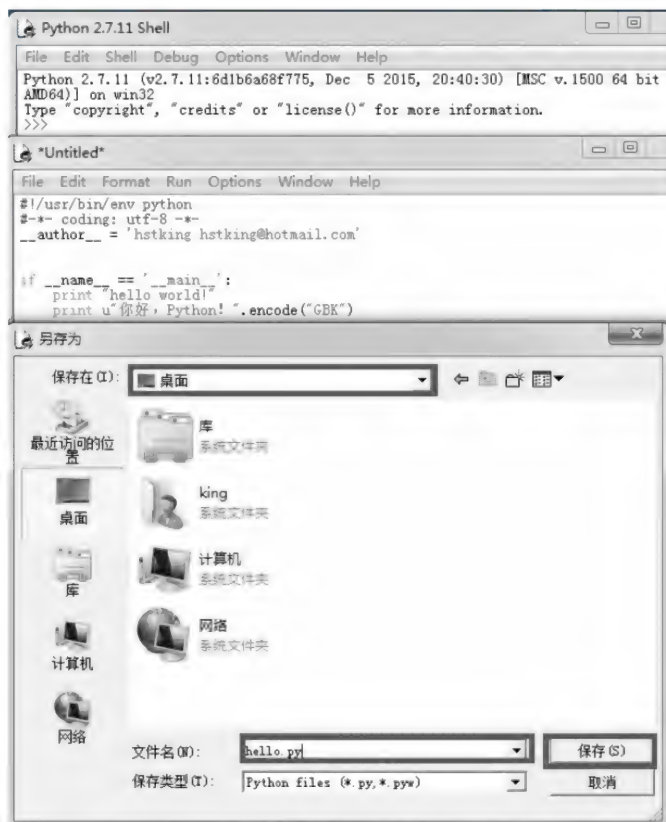 Python 2.7.11 Shell
File Edit Shell Debug Options Window Help
Python 2.7.11 (v2.7.11:6d1b6a68f775, Dec  5 2015, 20:40:30) [MSC v.1500 64 bit
AMD64)] on win32
Type "copyright", "credits" or "license()" for more information.
>>>
*Untitled*
File Edit Format Run Options Window Help
#!/usr/bin/env python
#-*- coding: utf-8 -*-
__author__ = 'hstking hstking@hotmail.com'
if __name__ == '__main__':
    print "hello world!"
    print u"你好，Python! ".encode("GBK")
另存为
保存在(I):
桌面
最近访问的位置
桌面
库
计算机
网络
库
系统文件夹
king
系统文件夹
计算机
系统文件夹
网络
系统文件夹
文件名(N):
hello.py
保存(S)
保存类型(T):
Python files (*.py,*.pyw)
取消